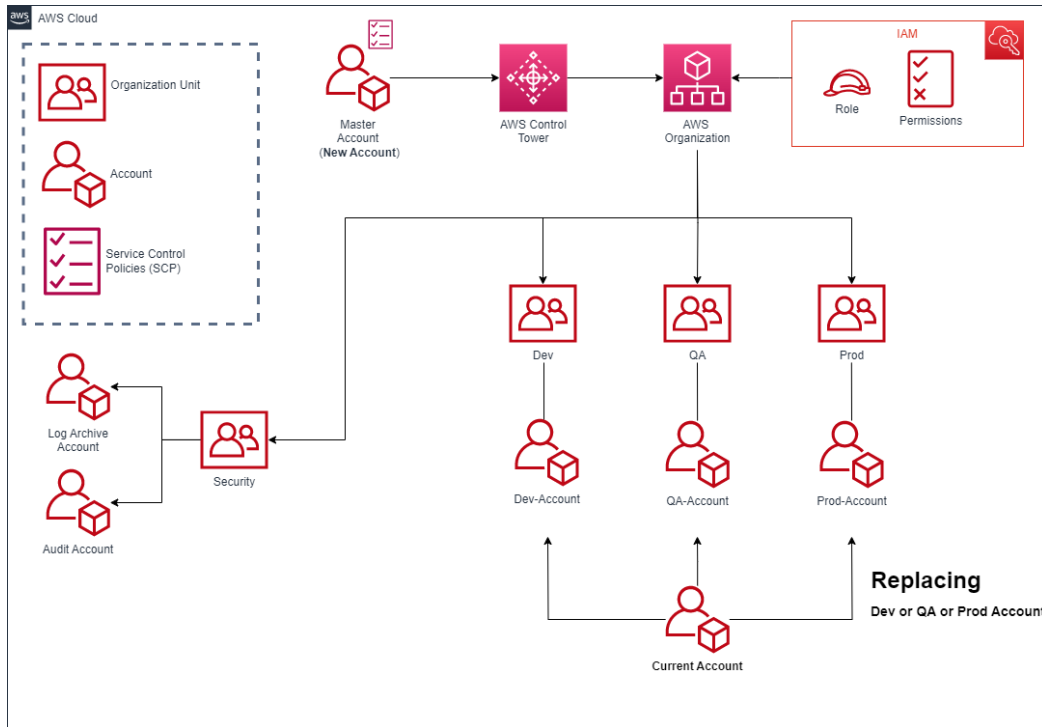 aws
AWS Cloud
Organization Unit
Account
Service Control
Policies (SCP)
Master
Account
(New Account)
AWS Control
Tower
AWS
Organization
IAM
Role
Permissions
Dev
QA
Prod
Log Archive
Account
Security
Audit Account
Dev-Account
QA-Account
Prod-Account
Replacing
Dev or QA or Prod Account
Current Account